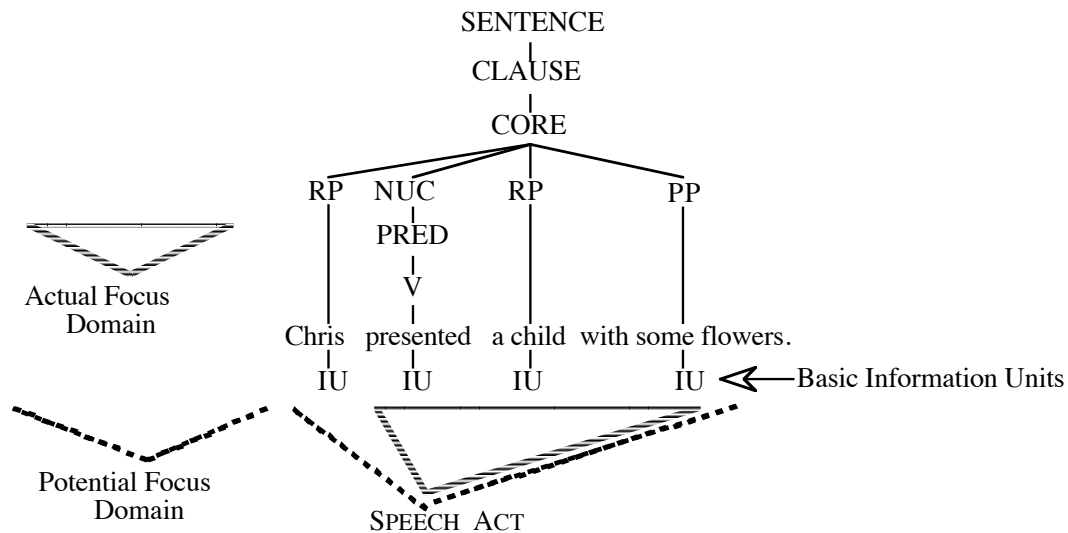 SENTENCE
CLAUSE
CORE
RP NUC RP PP
PRED
V
Actual Focus
Domain
Chris presented a child with some flowers.
IU IU IU IU Basic Information Units
Potential Focus
Domain
SPEECH ACT